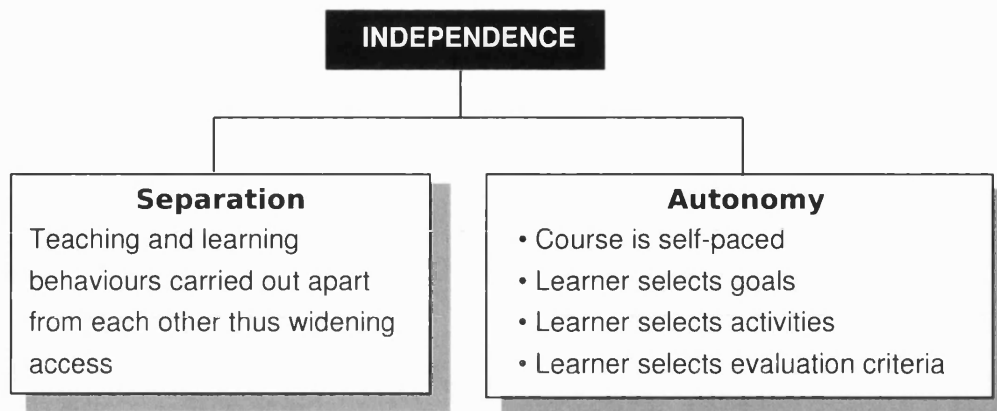 INDEPENDENCE
Separation
Teaching and learning
behaviours carried out apart
from each other thus widening
access
Autonomy
• Course is self-paced
• Learner selects goals
• Learner selects activities
• Learner selects evaluation criteria